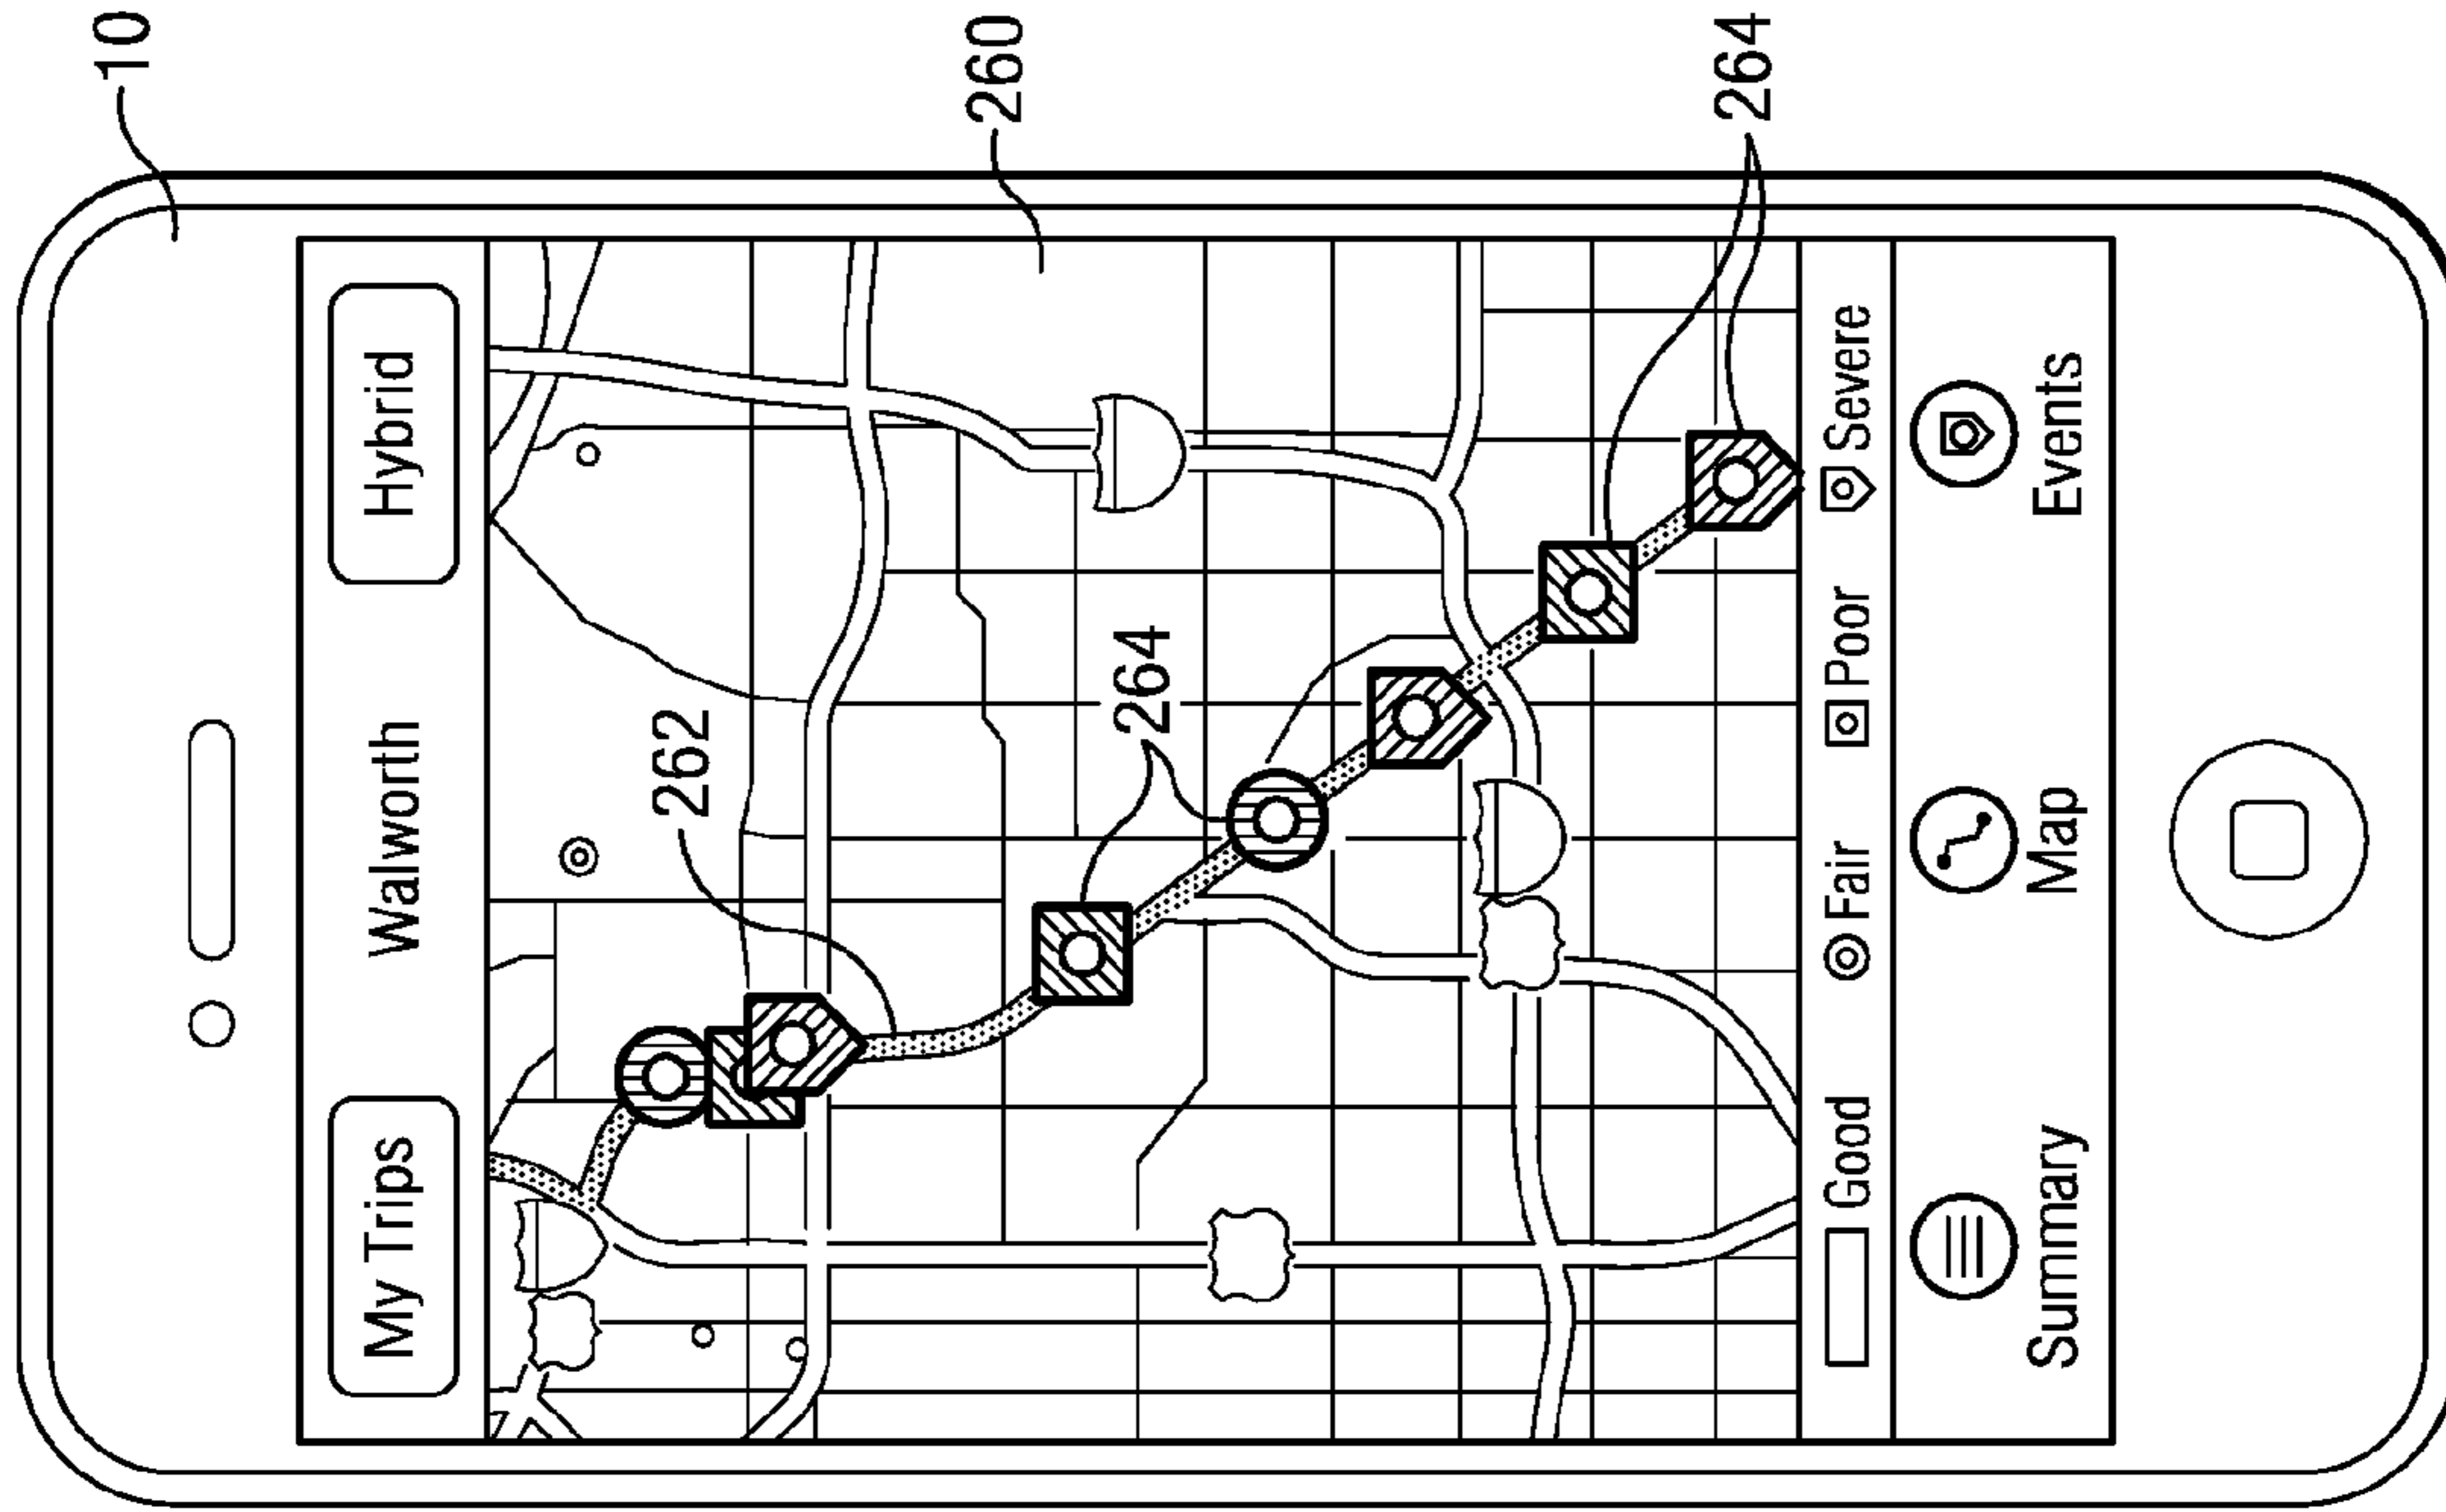 10
My Trips Walworth Hybrid
262
260
264
264
Good Fair Poor Severe
Summary Map Events